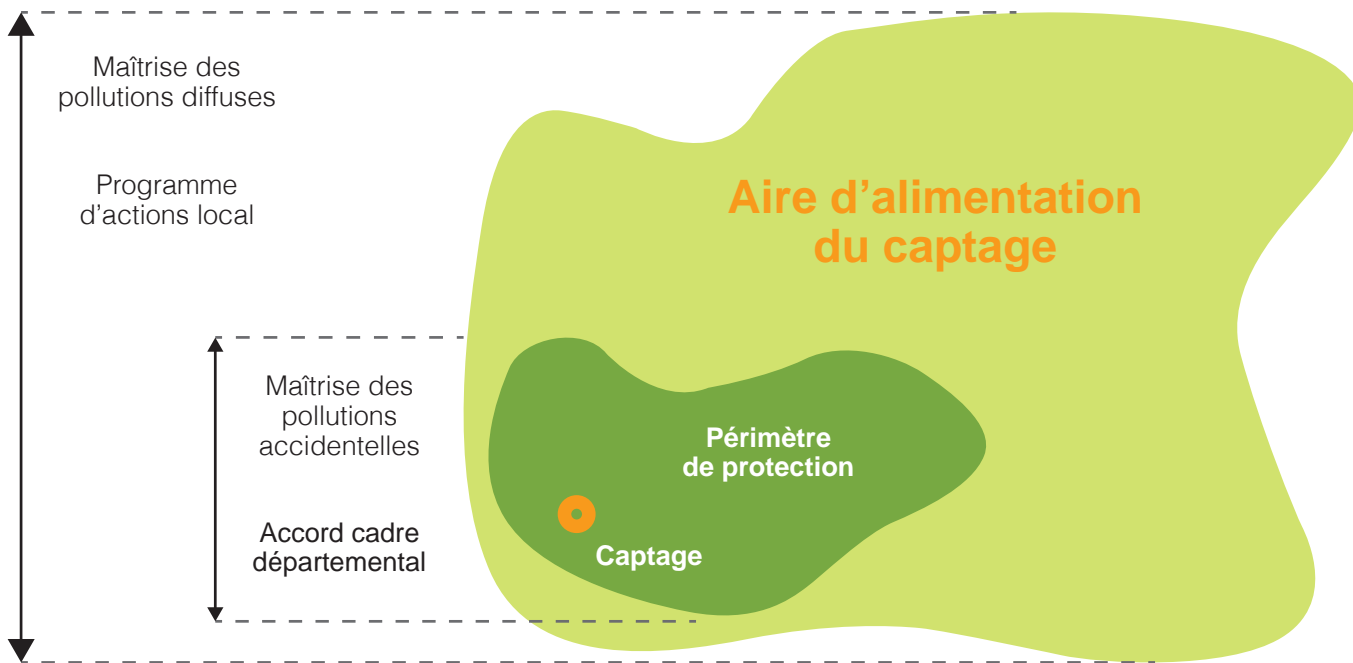 Maîtrise des
pollutions diffuses
Programme
d'actions local
Aire d'alimentation
du captage
Maîtrise des
pollutions
accidentelles
Accord cadre
départemental
Périmètre
de protection
Captage